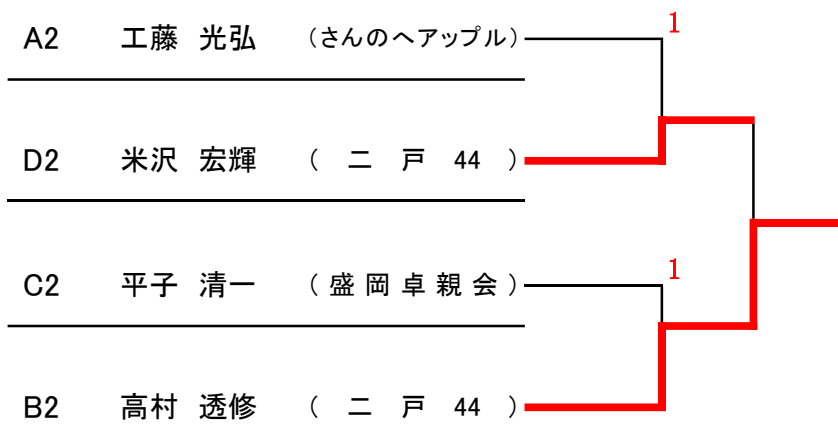 A2 工藤 光弘 (さんのへアップル) 1
D2 米沢 宏輝 ( 二 戸 44 )
C2 平子 清一 ( 盛 岡 卓 親 会 ) 1
B2 高村 透修 ( 二 戸 44 )